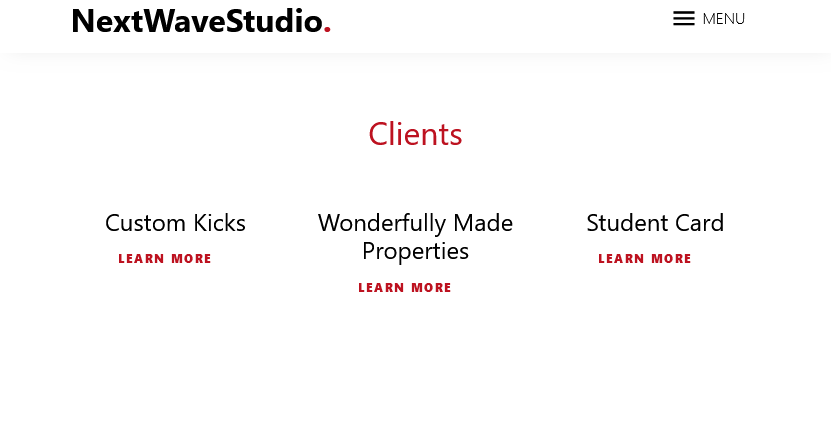 NextWaveStudio.
MENU
Clients
Custom Kicks
LEARN MORE
Wonderfully Made
Properties
LEARN MORE
Student Card
LEARN MORE